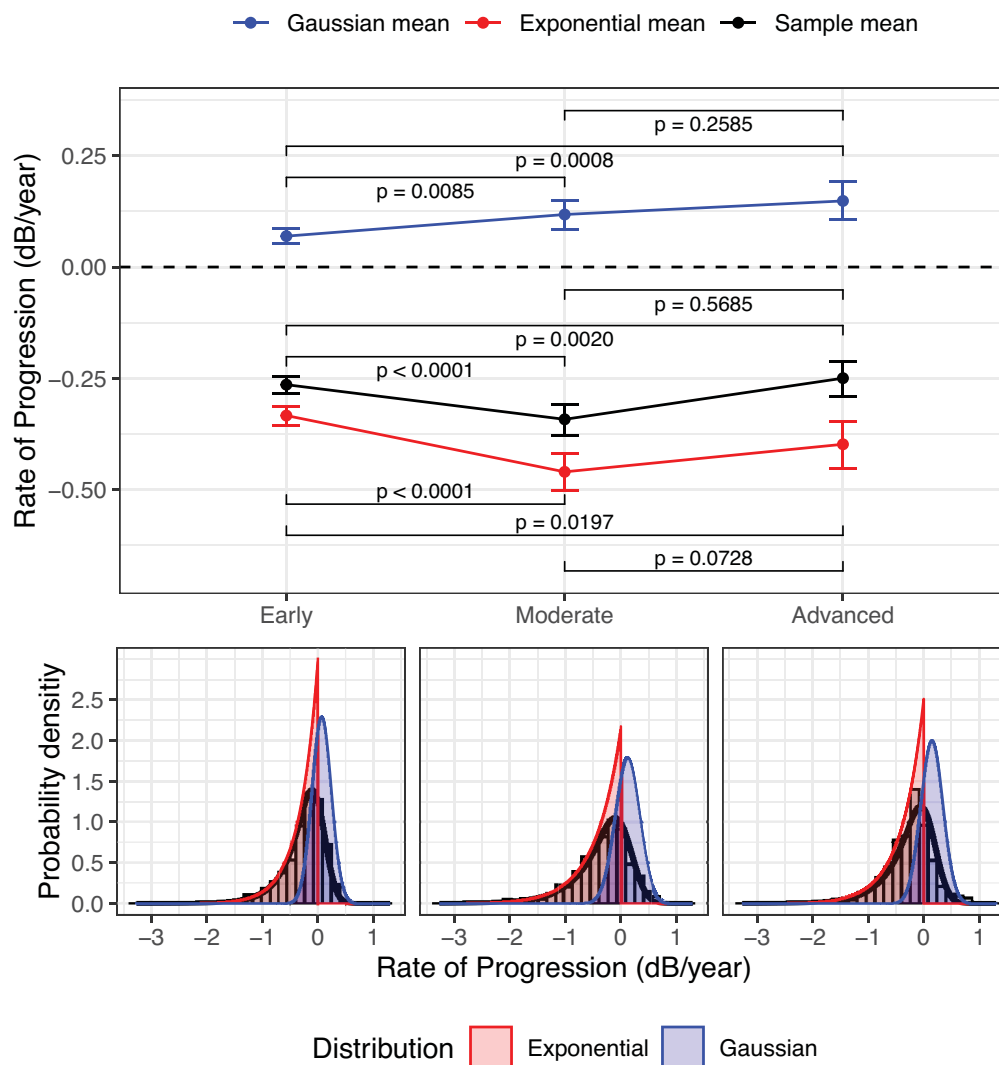 Gaussian mean Exponential mean Sample mean
Rate of Progression (dB/year)
0.25
0.00
−0.25
−0.50
p = 0.2585
p = 0.0008
p = 0.0085
p = 0.5685
p = 0.0020
p < 0.0001
p < 0.0001
p = 0.0197
p = 0.0728
Early Moderate Advanced
Probability densitiy
2.5
2.0
1.5
1.0
0.5
0.0
−3 −2 −1 0 1 −3 −2 −1 0 1 −3 −2 −1 0 1
Rate of Progression (dB/year)
Distribution Exponential Gaussian